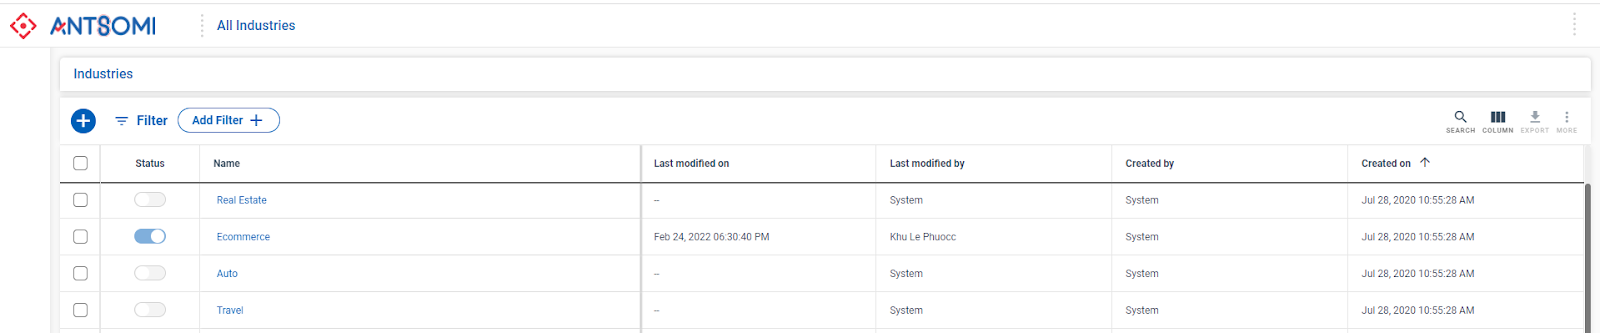 ANTSOMI All Industries
Industries
Filter Add Filter
SEARCH COLUMN EXPORT MORE
Status Name Last modified on Last modified by Created by Created on
Real Estate -- System System Jul 28, 2020 10:55:28 AM
Ecommerce Feb 24, 2022 06:30:40 PM Khu Le Phuocc System Jul 28, 2020 10:55:28 AM
Auto -- System System Jul 28, 2020 10:55:28 AM
Travel -- System System Jul 28, 2020 10:55:28 AM